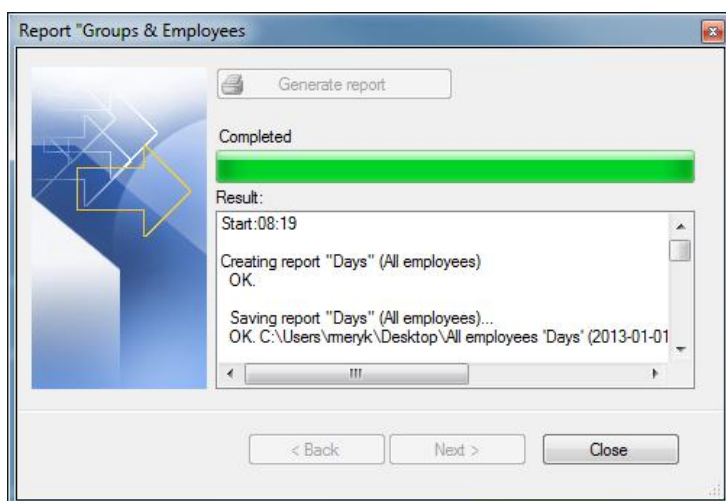 Report "Groups & Employees
Generate report
Completed
Result:
Start:08:19
Creating report "Days" (All employees)
OK.
Saving report "Days" (All employees)...
OK. C:\Users\meryk\Desktop\All employees 'Days' (2013-01-01
< Back
Next >
Close